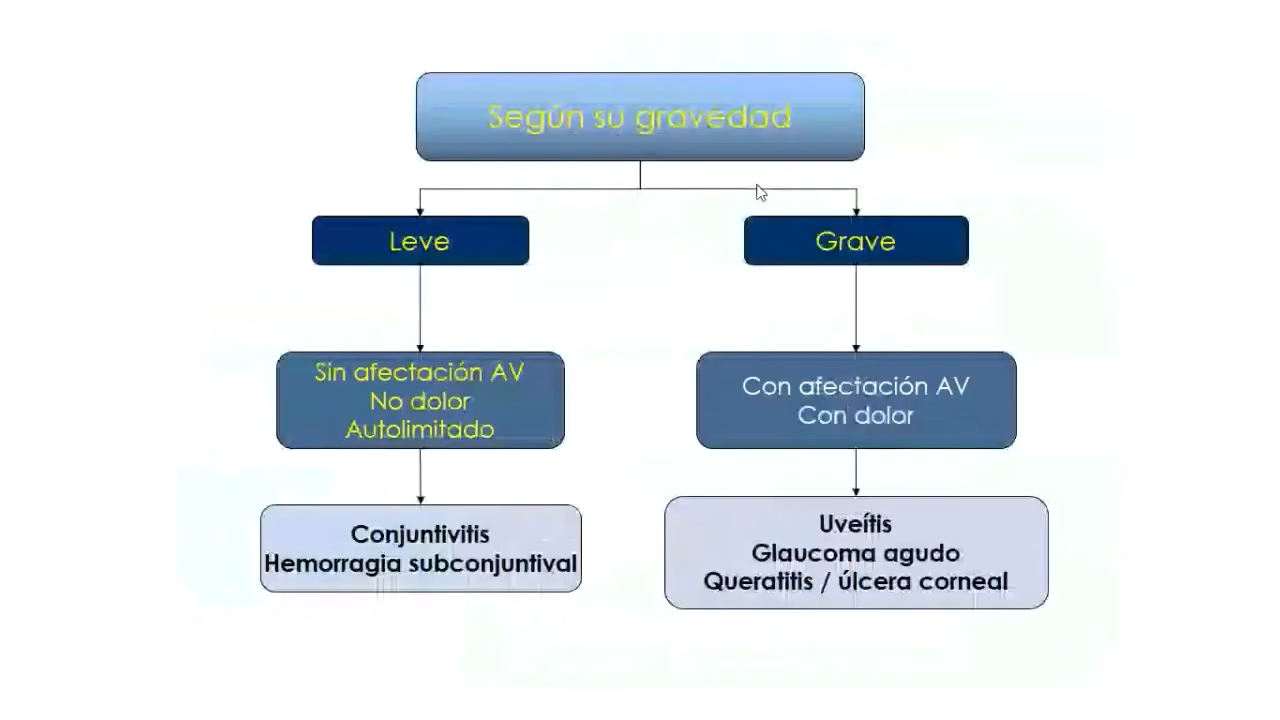 Según su gravedad
Leve
Grave
Sin afectación AV
No dolor
Autolimitado
Con afectación AV
Con dolor
Conjuntivitis
Hemorragia subconjuntival
Uveítis
Glaucoma agudo
Queratitis / úlcera corneal